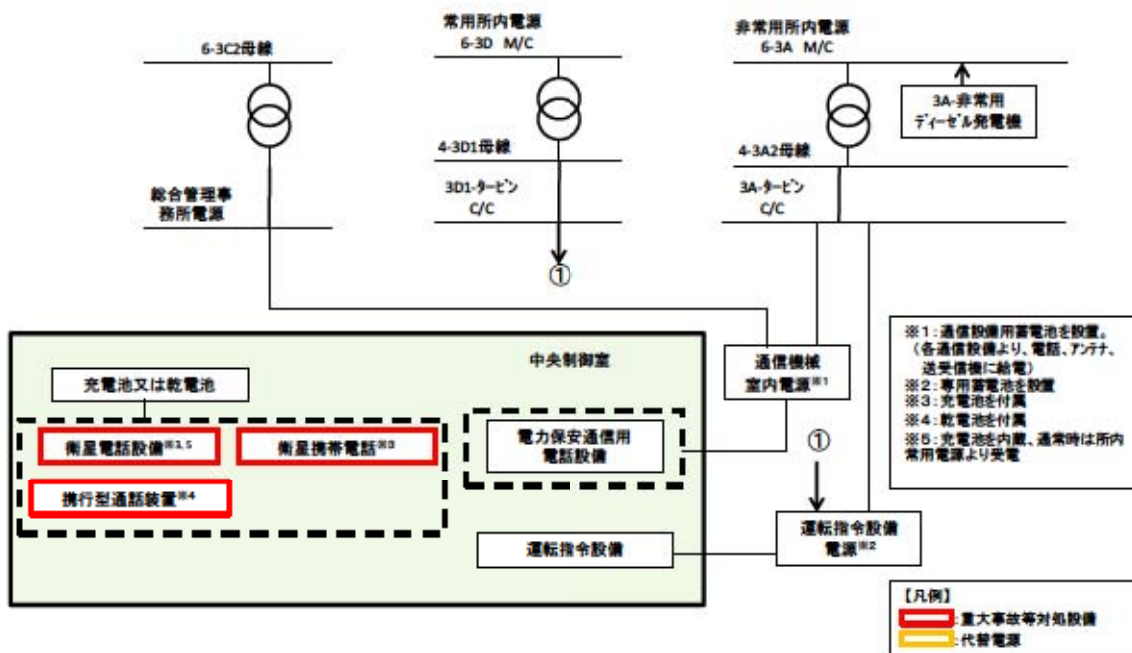 6-3C2母線
常用所内電源
6-3D M/C
非常用所内電源
6-3A M/C
3A-非常用
ディーゼル発電機
4-3D1母線
4-3A2母線
総合管理事
務所電源
3D1-タービン
C/C
3A-タービン
C/C
①
中央制御室
充電池又は乾電池
衛星電話設備※3,5
衛星携帯電話※3
携行型通話装置※4
電力保安通信用
電話設備
運転指令設備
通信機械
室内電源※1
①
運転指令設備
電源※2
※1:通信設備用蓄電池を設置。
(各通信設備より、電話、アンテナ、
送受信機に給電)
※2:専用蓄電池を設置
※3:充電池を付属
※4:乾電池を付属
※5:充電池を内蔵、通常時は所内
常用電源より受電
【凡例】
:重大事故等対処設備
:代替電源